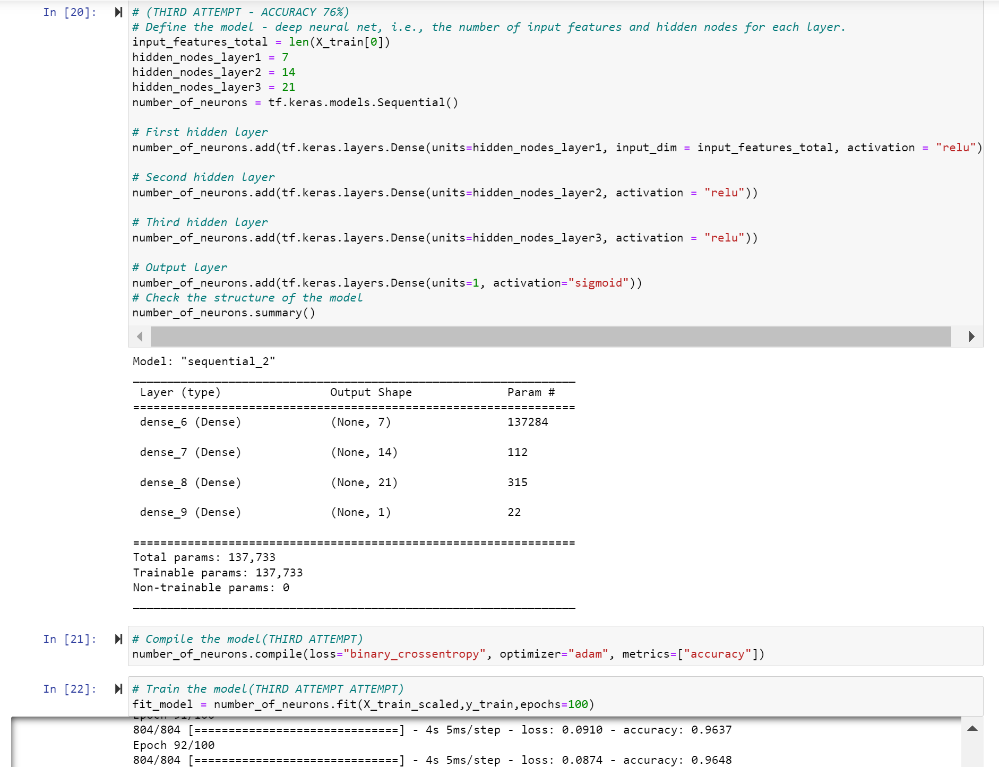 In [20]:
# (THIRD ATTEMPT - ACCURACY 76%)
# Define the model - deep neural net, i.e., the number of input features and hidden nodes for each layer.
input_features_total = len(X_train[0])
hidden_nodes_layer1 = 7
hidden_nodes_layer2 = 14
hidden_nodes_layer3 = 21
number_of_neurons = tf.keras.models.Sequential()

# First hidden layer
number_of_neurons.add(tf.keras.layers.Dense(units=hidden_nodes_layer1, input_dim = input_features_total, activation = "relu")

# Second hidden layer
number_of_neurons.add(tf.keras.layers.Dense(units=hidden_nodes_layer2, activation = "relu"))

# Third hidden layer
number_of_neurons.add(tf.keras.layers.Dense(units=hidden_nodes_layer3, activation = "relu"))

# Output layer
number_of_neurons.add(tf.keras.layers.Dense(units=1, activation="sigmoid"))
# Check the structure of the model
number_of_neurons.summary()
Model: "sequential_2"
_________________________________________________________________
Layer (type) Output Shape Param #
=================================================================
dense_6 (Dense) (None, 7) 137284
dense_7 (Dense) (None, 14) 112
dense_8 (Dense) (None, 21) 315
dense_9 (Dense) (None, 1) 22
=================================================================
Total params: 137,733
Trainable params: 137,733
Non-trainable params: 0
_________________________________________________________________
In [21]:
# Compile the model(THIRD ATTEMPT)
number_of_neurons.compile(loss="binary_crossentropy", optimizer="adam", metrics=["accuracy"])
In [22]:
# Train the model(THIRD ATTEMPT ATTEMPT)
fit_model = number_of_neurons.fit(X_train_scaled,y_train,epochs=100)
Epoch 91/100
804/804 [==============================] - 4s 5ms/step - loss: 0.0910 - accuracy: 0.9637
Epoch 92/100
804/804 [==============================] - 4s 5ms/step - loss: 0.0874 - accuracy: 0.9648